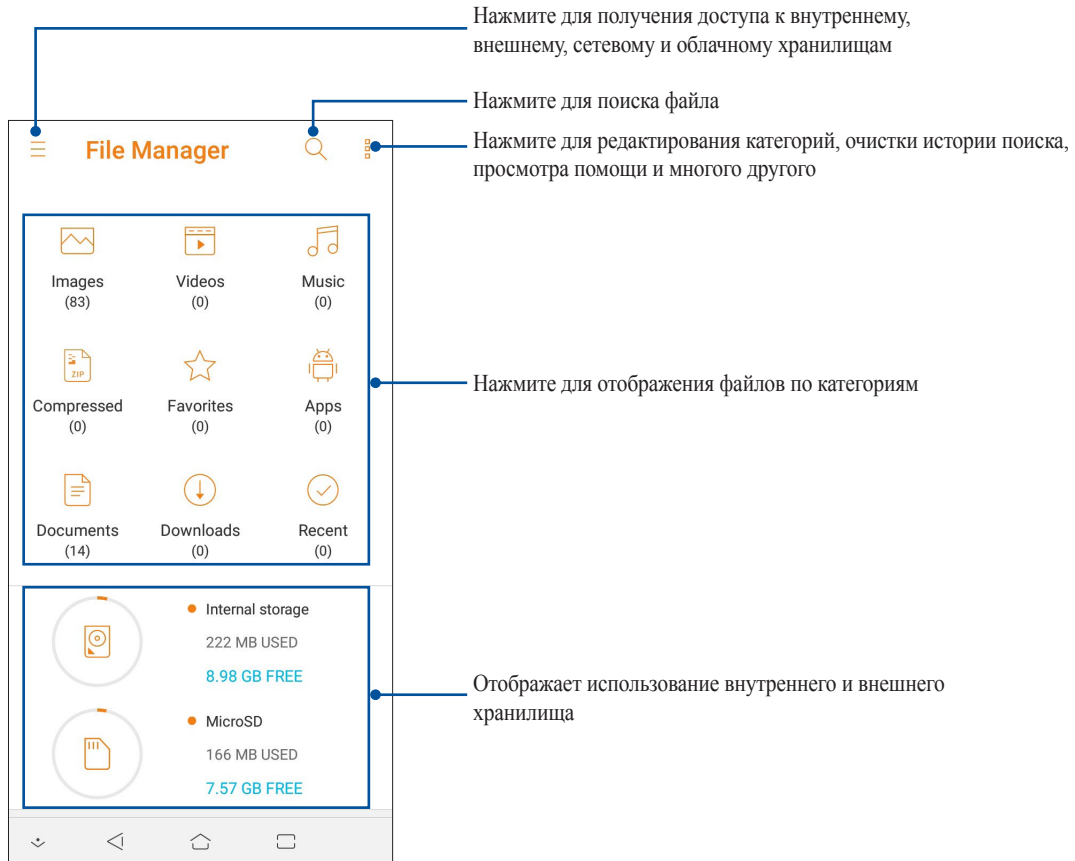 Нажмите для получения доступа к внутреннему,
внешнему, сетевому и облачному хранилищам
Нажмите для поиска файла
Нажмите для редактирования категорий, очистки истории поиска,
просмотра помощи и многого другого
File Manager
Images
(83)
Videos
(0)
Music
(0)
ZIP
Compressed
(0)
Favorites
(0)
Apps
(0)
Нажмите для отображения файлов по категориям
Documents
(14)
Downloads
(0)
Recent
(0)
Internal storage
222 MB USED
8.98 GB FREE
Отображает использование внутреннего и внешнего
хранилища
MicroSD
166 MB USED
7.57 GB FREE